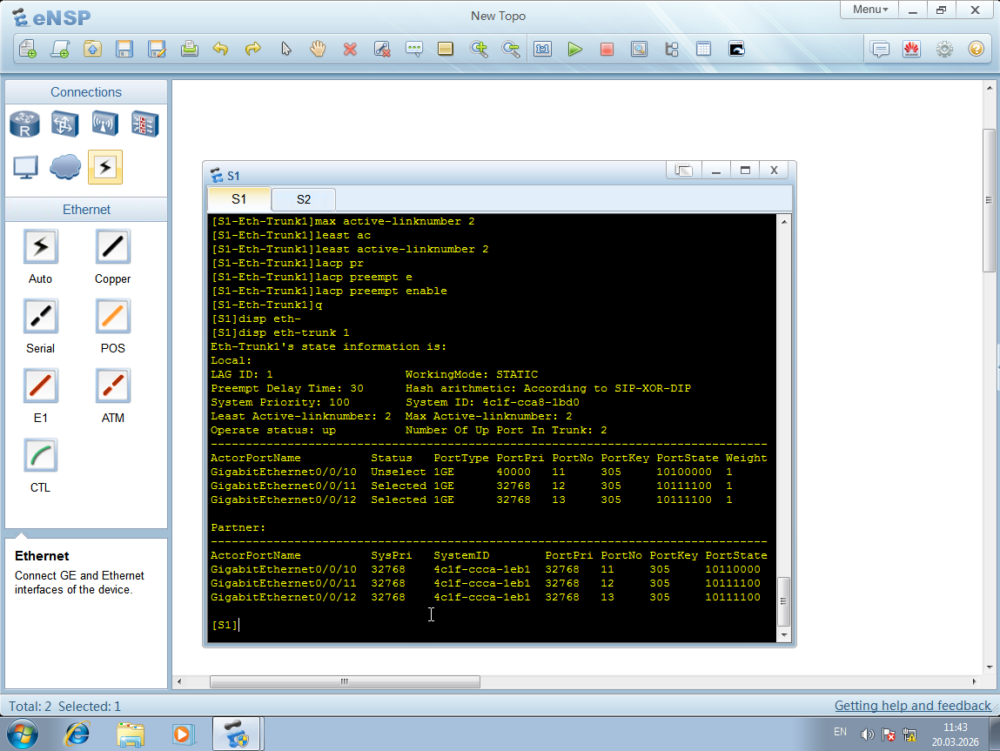 eNSP
New Topo
Menu
Connections
Ethernet
Auto
Copper
Serial
POS
E1
ATM
CTL
Ethernet
Connect GE and Ethernet
interfaces of the device.
S1
S1
S2
[S1-Eth-Trunk1]max active-linknumber 2
[S1-Eth-Trunk1]least ac
[S1-Eth-Trunk1]least active-linknumber 2
[S1-Eth-Trunk1]lacp pr
[S1-Eth-Trunk1]lacp preempt e
[S1-Eth-Trunk1]lacp preempt enable
[S1-Eth-Trunk1]q
[S1]disp eth-
[S1]disp eth-trunk 1
Eth-Trunk1's state information is:
Local:
LAG ID: 1 WorkingMode: STATIC
Preempt Delay Time: 30 Hash arithmetic: According to SIP-XOR-DIP
System Priority: 100 System ID: 4c1f-cca8-1bd0
Least Active-linknumber: 2 Max Active-linknumber: 2
Operate status: up Number Of Up Port In Trunk: 2
--------------------------------------------------------------------------------
ActorPortName Status PortType PortPri PortNo PortKey PortState Weight
GigabitEthernet0/0/10 Unselect 1GE 40000 11 305 10100000 1
GigabitEthernet0/0/11 Selected 1GE 32768 12 305 10111100 1
GigabitEthernet0/0/12 Selected 1GE 32768 13 305 10111100 1
Partner:
--------------------------------------------------------------------------------
ActorPortName SysPri SystemID PortPri PortNo PortKey PortState
GigabitEthernet0/0/10 32768 4c1f-ccca-1eb1 32768 11 305 10110000
GigabitEthernet0/0/11 32768 4c1f-ccca-1eb1 32768 12 305 10111100
GigabitEthernet0/0/12 32768 4c1f-ccca-1eb1 32768 13 305 10111100
[S1]
Total: 2 Selected: 1
Getting help and feedback
EN
11:43
20.03.2026